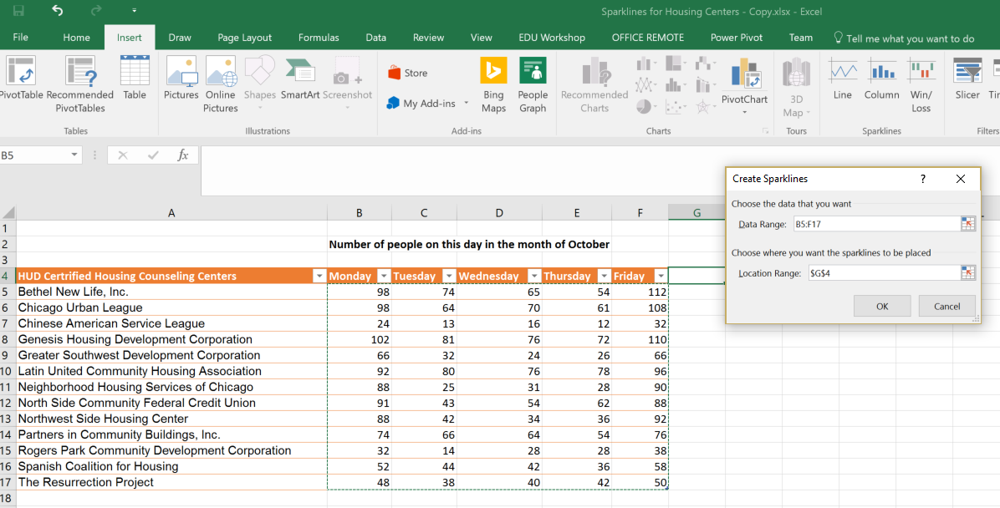 Sparklines for Housing Centers - Copy.xlsx - Excel
File Home Insert Draw Page Layout Formulas Data Review View EDU Workshop OFFICE REMOTE Power Pivot Team Tell me what you want to do
PivotTable Recommended PivotTables Table
Pictures Online Pictures Shapes SmartArt Screenshot
Store
My Add-ins
Bing Maps People Graph
Recommended Charts PivotChart
3D Map
Line Column Win/Loss
Slicer
Tables Illustrations Add-ins Charts Tours Sparklines Filters
B5 fx
A B C D E F G
1
2 Number of people on this day in the month of October
3
4 HUD Certrified Housing Counseling Centers Monday Tuesday Wednesday Thursday Friday
5 Bethel New Life, Inc. 98 74 65 54 112
6 Chicago Urban League 98 64 70 61 108
7 Chinese American Service League 24 13 16 12 32
8 Genesis Housing Development Corporation 102 81 76 72 110
9 Greater Southwest Development Corporation 66 32 24 26 66
10 Latin United Community Housing Association 92 80 76 78 96
11 Neighborhood Housing Services of Chicago 88 25 31 28 90
12 North Side Community Federal Credit Union 91 43 54 62 88
13 Northwest Side Housing Center 88 42 34 36 92
14 Partners in Community Buildings, Inc. 74 66 64 54 76
15 Rogers Park Community Development Corporation 32 14 28 28 38
16 Spanish Coalition for Housing 52 44 42 36 58
17 The Resurrection Project 48 38 40 42 50
18
Create Sparklines ?
Choose the data that you want
Data Range: B5:F17
Choose where you want the sparklines to be placed
Location Range: $G$4
OK Cancel